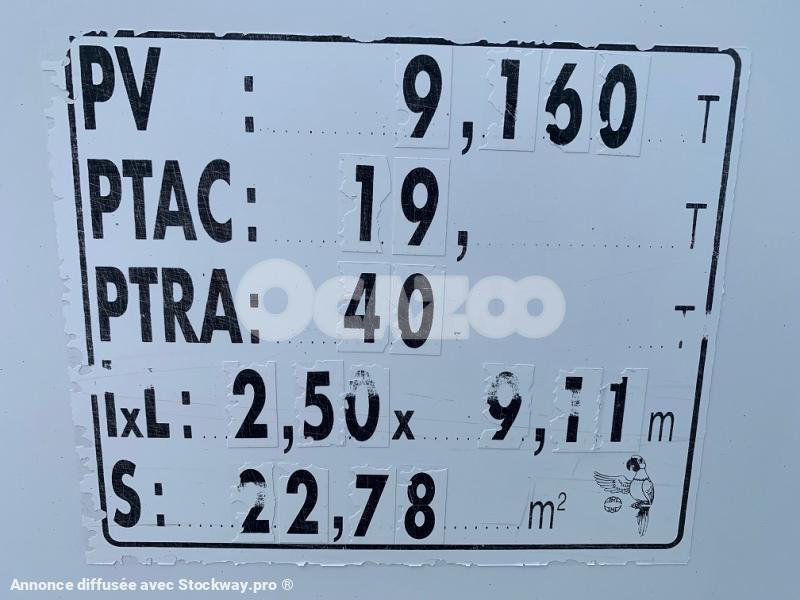 PV : 9,160 T
PTAC: 19, T
PTRA: 40 T
Ocazoo
lxL: 2,50 x 9,11 m
S: 22,78 m²
Annonce diffusée avec Stockway.pro ®